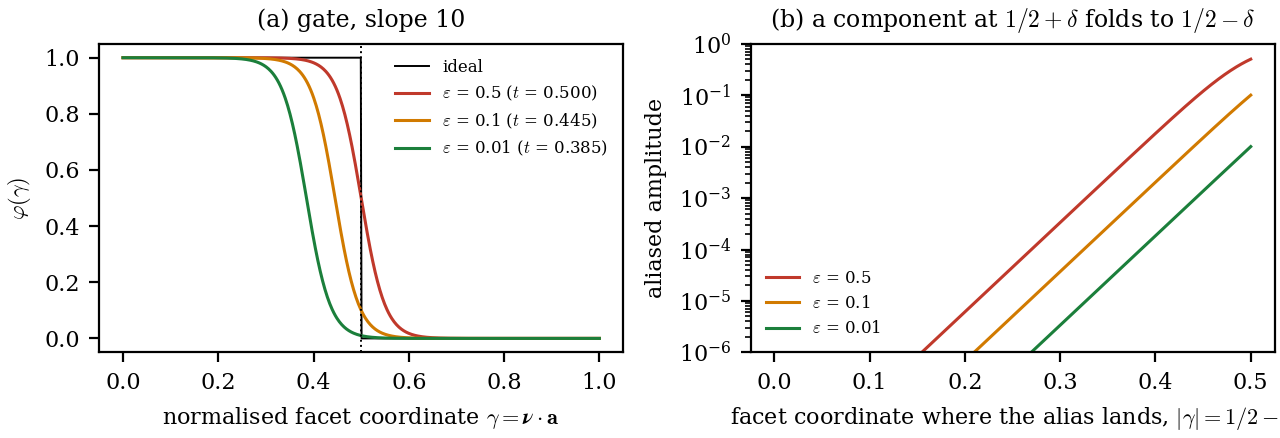 (a) gate, slope 10
φ(γ)
1.0
0.8
0.6
0.4
0.2
0.0
ideal
ε = 0.5 (t = 0.500)
ε = 0.1 (t = 0.445)
ε = 0.01 (t = 0.385)
0.0 0.2 0.4 0.6 0.8 1.0
normalised facet coordinate γ = ν · a
(b) a component at 1/2 + δ folds to 1/2 − δ
aliased amplitude
10⁰
10⁻¹
10⁻²
10⁻³
10⁻⁴
10⁻⁵
10⁻⁶
ε = 0.5
ε = 0.1
ε = 0.01
0.0 0.1 0.2 0.3 0.4 0.5
facet coordinate where the alias lands, |γ| = 1/2 −